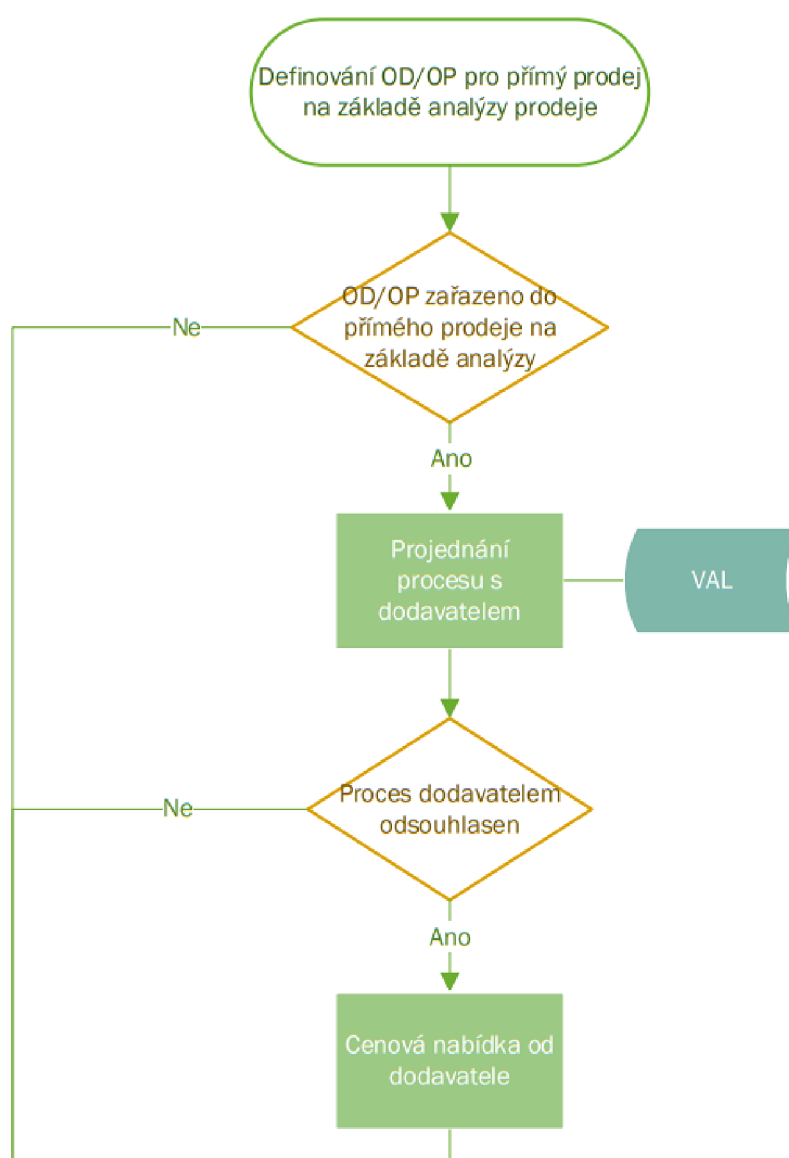 Definování OD/OP pro přímý prodej
na základě analýzy prodeje
OD/OP zařazeno do
přímého prodeje na
základě analýzy
Ne
Ano
Projednání
procesu s
dodavatelem
VAL
Proces dodavatelem
odsouhlasen
Ne
Ano
Cenová nabídka od
dodavatele